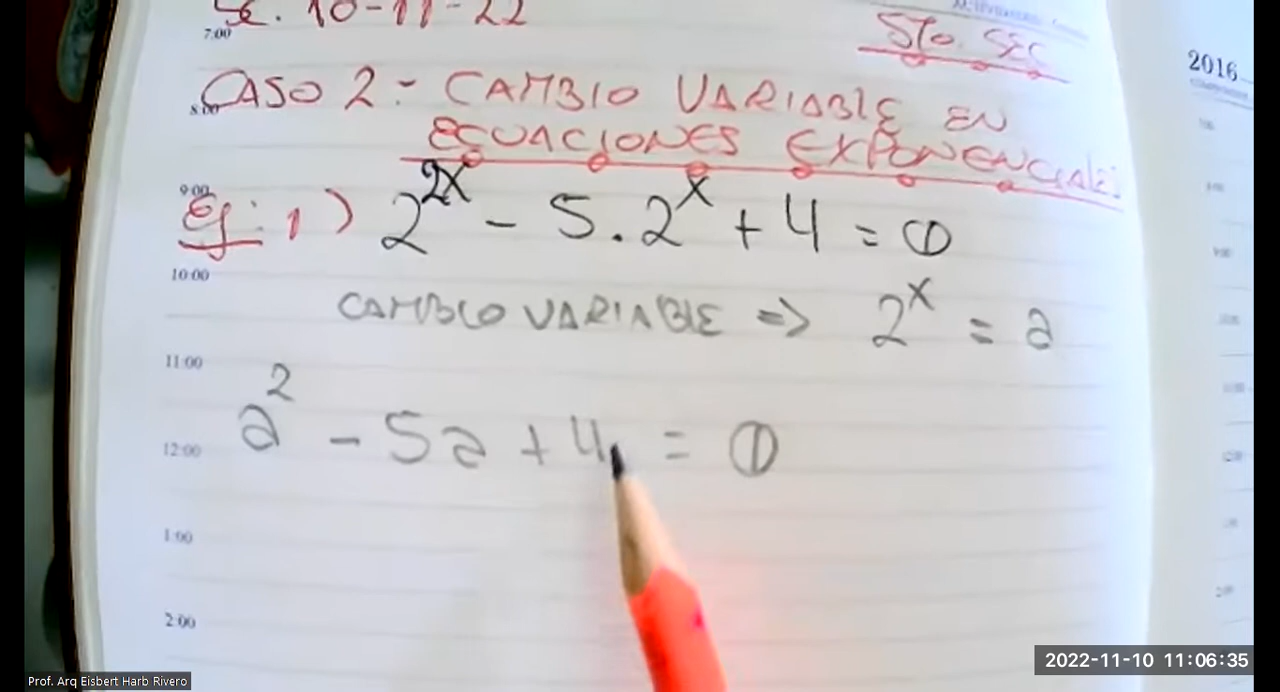 10-11-22
7:00
5to. SEC
2016
8:00
CASO 2:- CAMBIO VARIABLE EN
ECUACIONES EXPONENCIALES
9:00
Ej: 1) 2^{2x} - 5.2^x + 4 = 0
10:00
CAMBIO VARIABLE => 2^x = a
11:00
a^2 - 5a + 4 = 0
12:00
1:00
2:00
2022-11-10 11:06:35
Prof. Arq Eisbert Harb Rivero